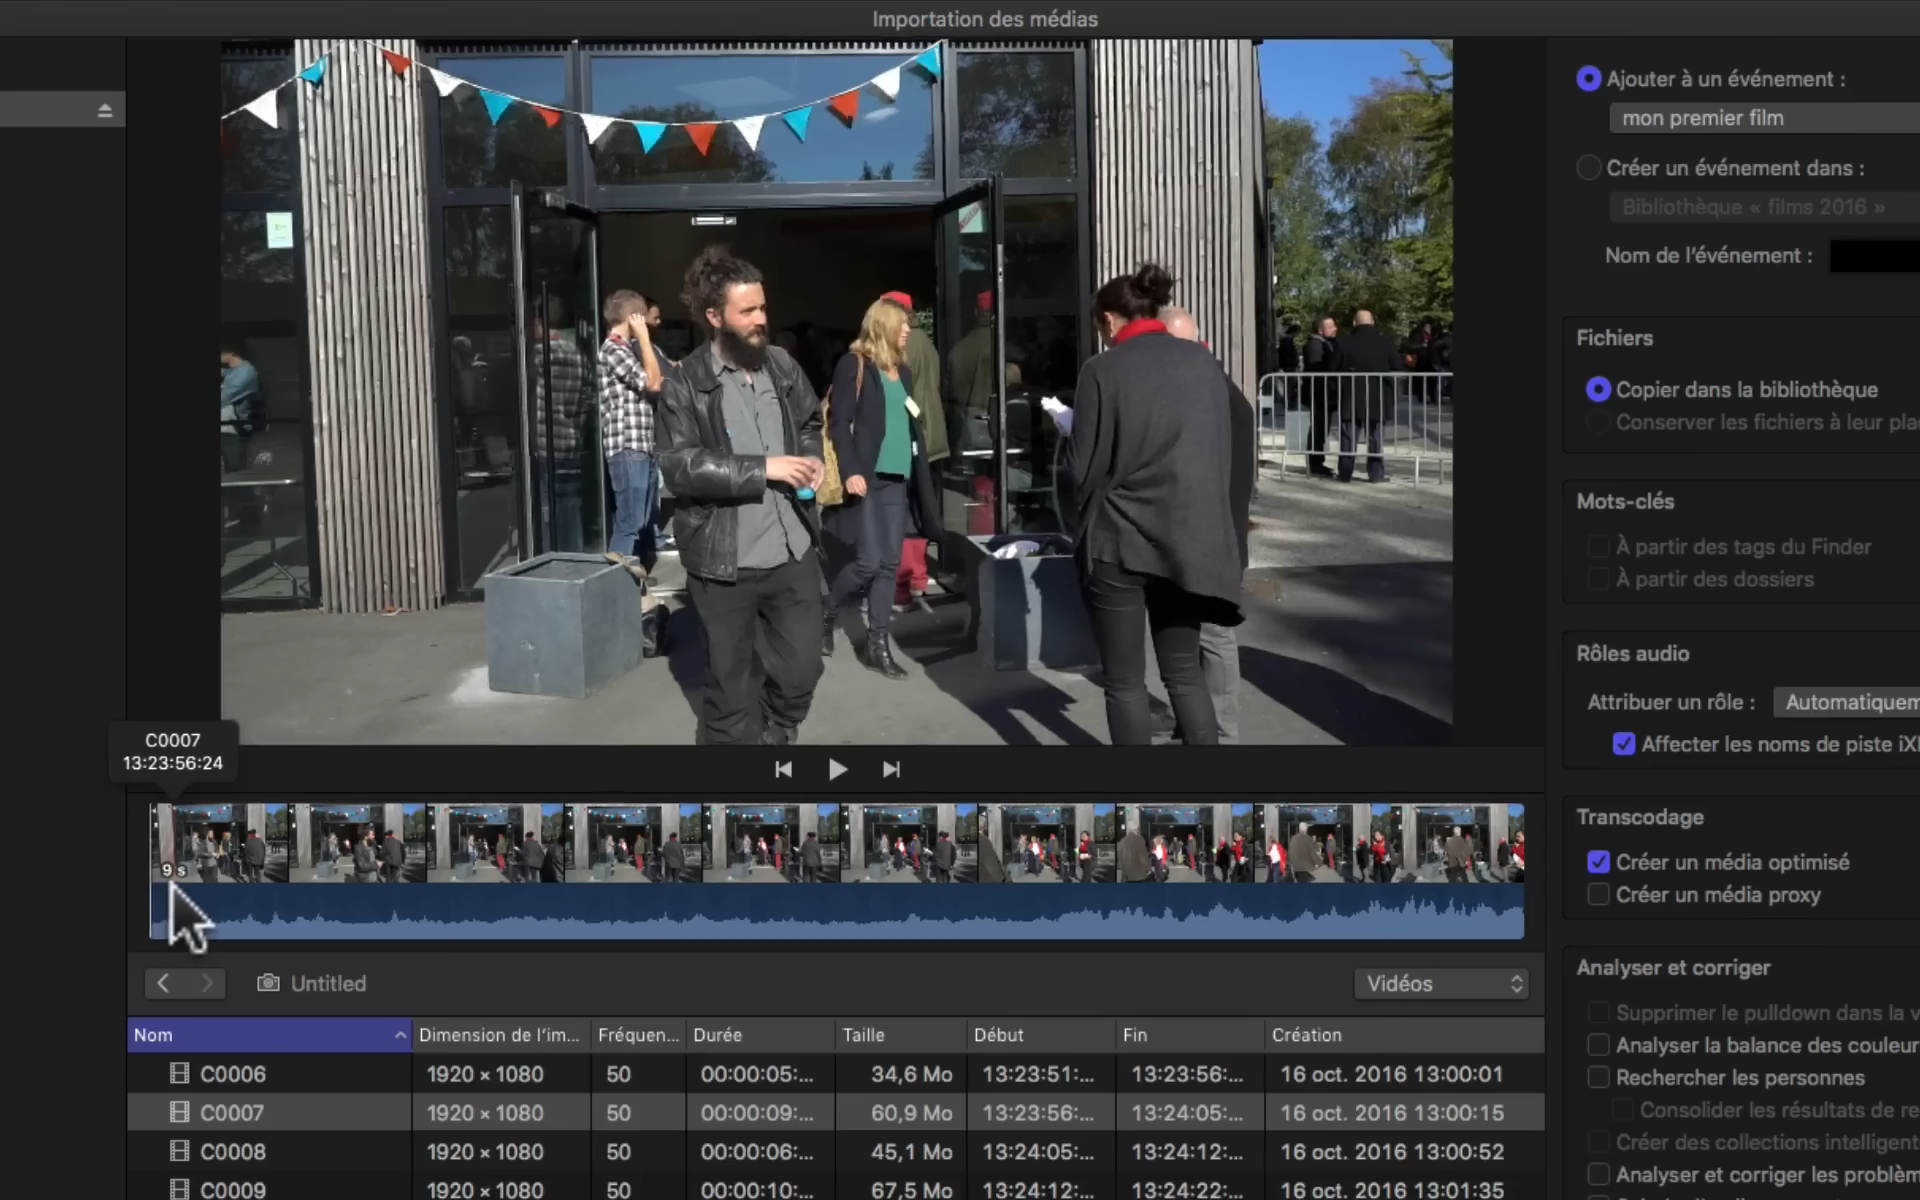 Importation des médias
Ajouter à un événement :
mon premier film
Créer un événement dans :
Bibliothèque « films 2016 »
Nom de l'événement :
Fichiers
Copier dans la bibliothèque
Conserver les fichiers à leur pla
Mots-clés
À partir des tags du Finder
À partir des dossiers
Rôles audio
Attribuer un rôle :
Automatiquem
Affecter les noms de piste iX
C0007
13:23:56:24
9 s
Transcodage
Créer un média optimisé
Créer un média proxy
Untitled
Vidéos
Analyser et corriger
Supprimer le pulldown dans la v
Analyser la balance des couleur
Rechercher les personnes
Consolider les résultats de re
Créer des collections intelligent
Analyser et corriger les problèm
Nom Dimension de l'im... Fréquen... Durée Taille Début Fin Création
C0006 1920 × 1080 50 00:00:05:... 34,6 Mo 13:23:51:... 13:23:56:... 16 oct. 2016 13:00:01
C0007 1920 × 1080 50 00:00:09:... 60,9 Mo 13:23:56:... 13:24:05:... 16 oct. 2016 13:00:15
C0008 1920 × 1080 50 00:00:06:... 45,1 Mo 13:24:05:... 13:24:12:... 16 oct. 2016 13:00:52
C0009 1920 × 1080 50 00:00:10:... 67,5 Mo 13:24:12:... 13:24:22:... 16 oct. 2016 13:01:35